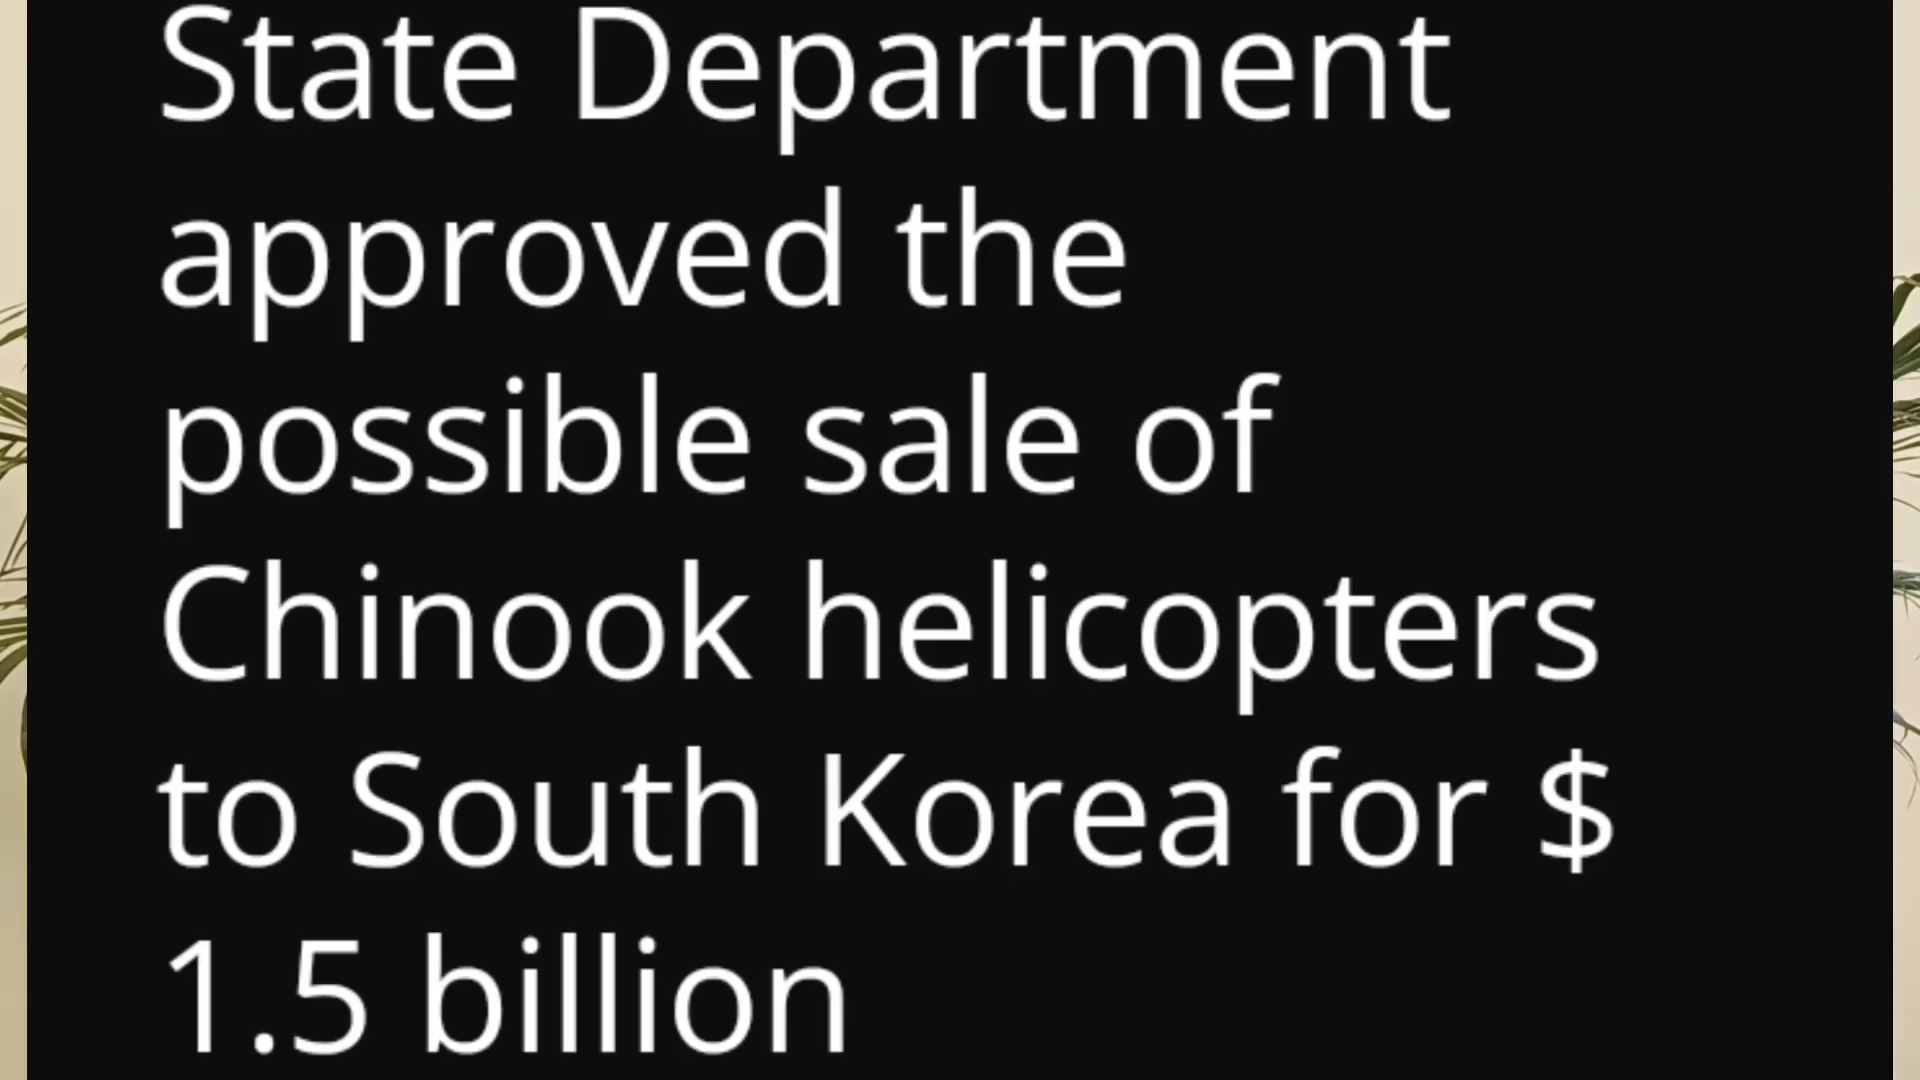 State Department
approved the
possible sale of
Chinook helicopters
to South Korea for $
1.5 billion